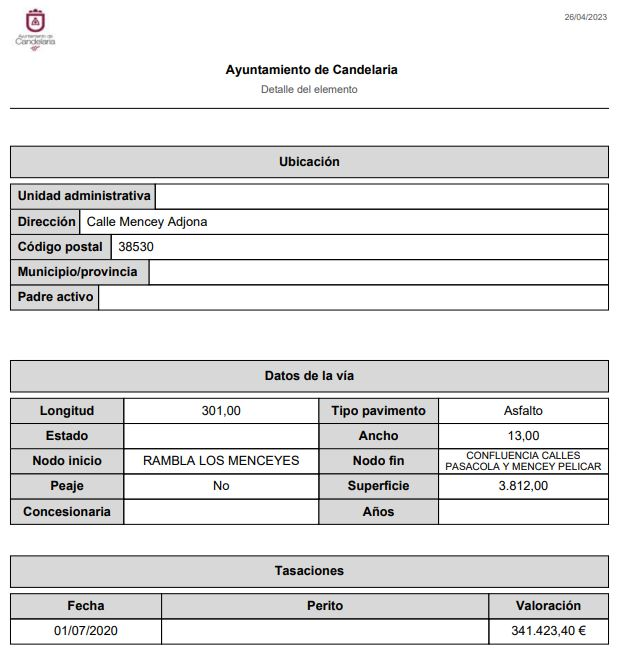 26/04/2023
Ayuntamiento de
Candelaria
Ayuntamiento de Candelaria
Detalle del elemento
Ubicación
Unidad administrativa
Dirección Calle Mencey Adjona
Código postal 38530
Municipio/provincia
Padre activo
Datos de la vía
Longitud 301,00 Tipo pavimento Asfalto
Estado Ancho 13,00
Nodo inicio RAMBLA LOS MENCEYES Nodo fin CONFLUENCIA CALLES
PASACOLA Y MENCEY PELICAR
Peaje No Superficie 3.812,00
Concesionaria Años
Tasaciones
Fecha Perito Valoración
01/07/2020 341.423,40 €